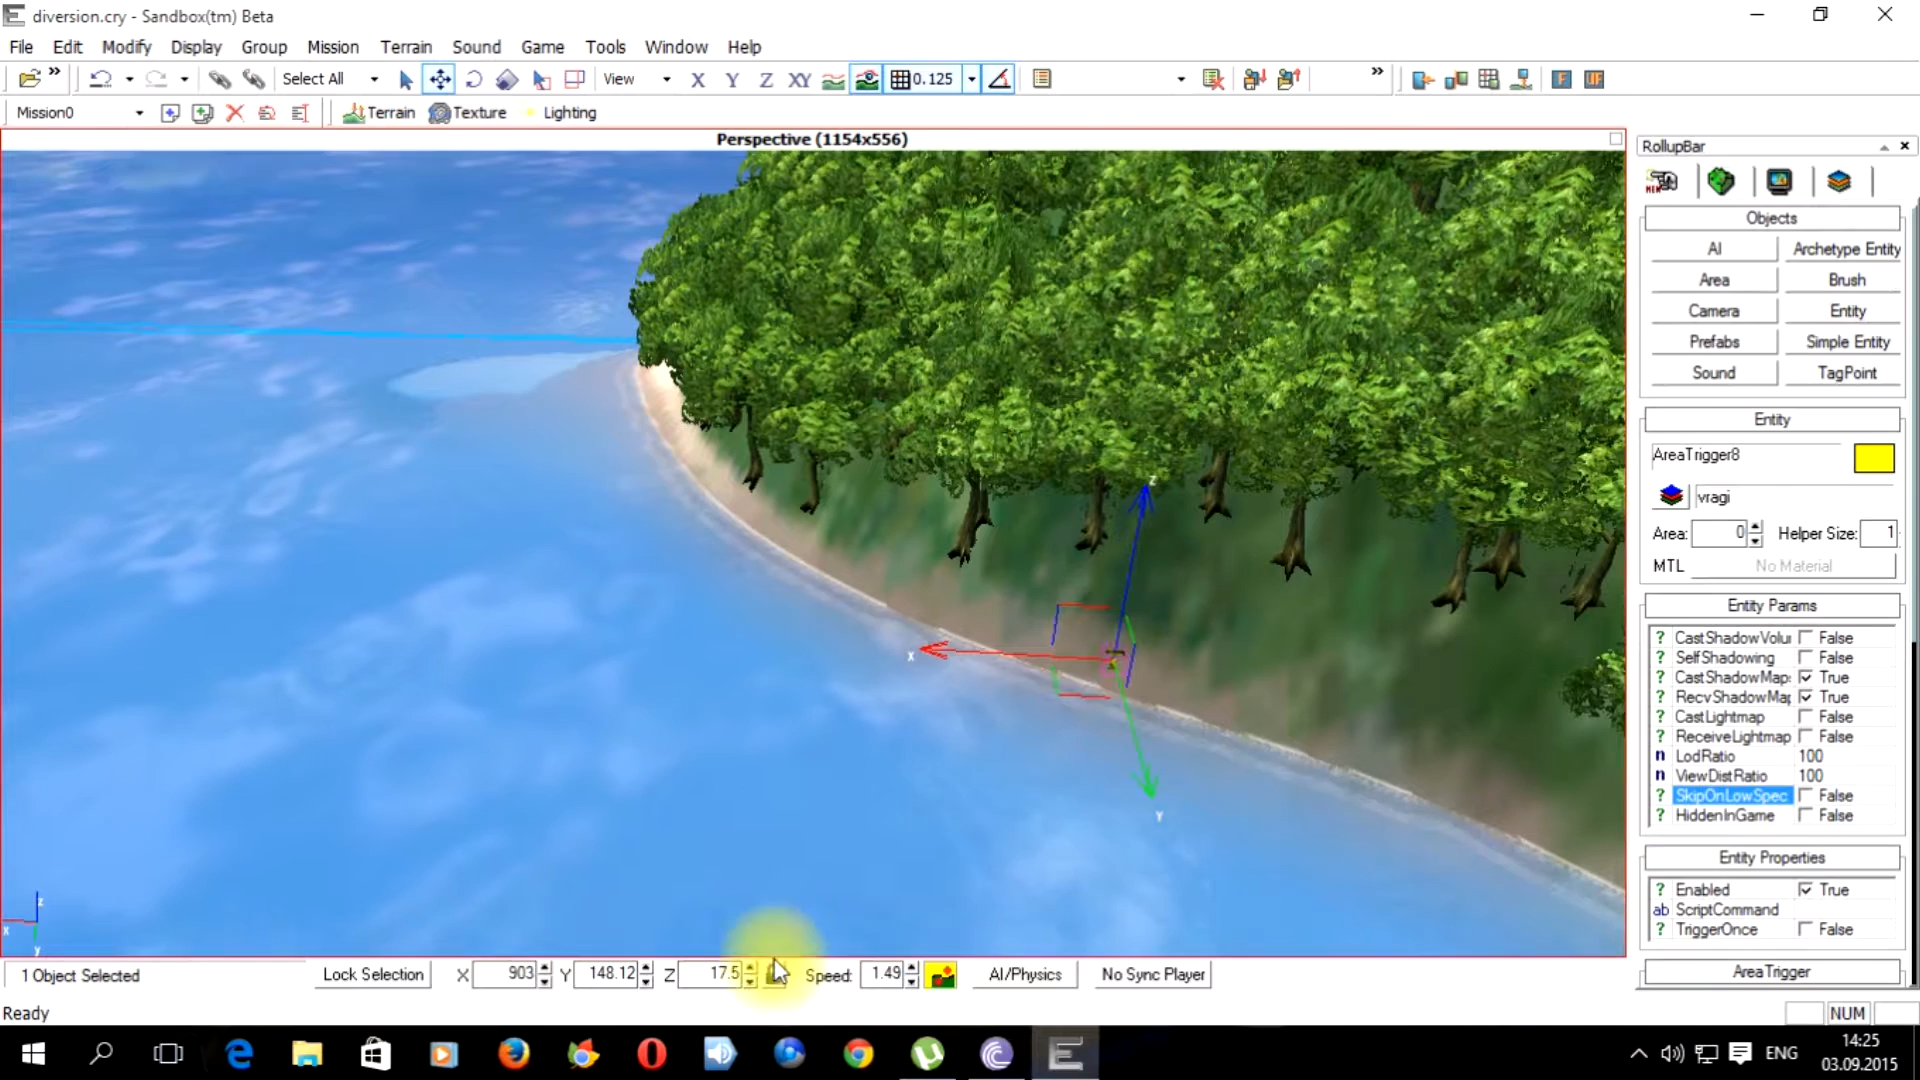 diversion.cry - Sandbox(tm) Beta
File Edit Modify Display Group Mission Terrain Sound Game Tools Window Help
Select All View X Y Z XY 0.125 F UF
Mission0 Terrain Texture Lighting
Perspective (1154x556)
RollupBar
Objects
AI Archetype Entity
Area Brush
Camera Entity
Prefabs Simple Entity
Sound TagPoint
Entity
AreaTrigger8
vragi
Area: 0 Helper Size: 1
MTL No Material
Entity Params
? CastShadowVolu False
? SelfShadowing False
? CastShadowMap: True
? RecvShadowMap True
? CastLightmap False
? ReceiveLightmap False
n LodRatio 100
n ViewDistRatio 100
? SkipOnLowSpec False
? HiddenInGame False
Entity Properties
? Enabled True
ab ScriptCommand
? TriggerOnce False
AreaTrigger
z
x
Y
z
x
y
1 Object Selected Lock Selection X 903 Y 148.12 Z 17.5 Speed: 1.49 AI/Physics No Sync Player
Ready NUM
ENG 14:25
03.09.2015